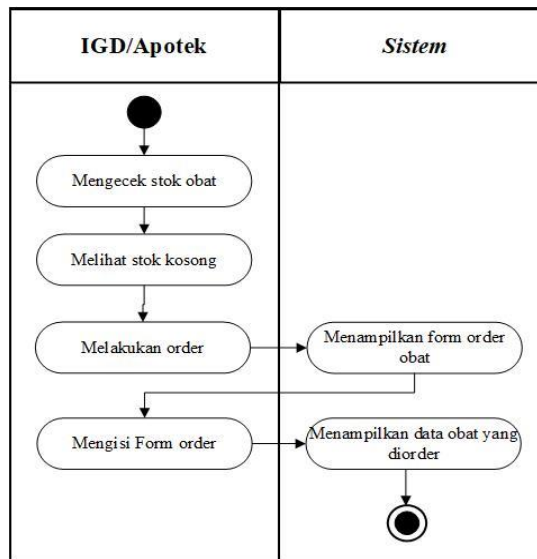 IGD/Apotek
Sistem
Mengecek stok obat
Melihat stok kosong
Melakukan order
Menampilkan form order
obat
Mengisi Form order
Menampilkan data obat yang
diorder